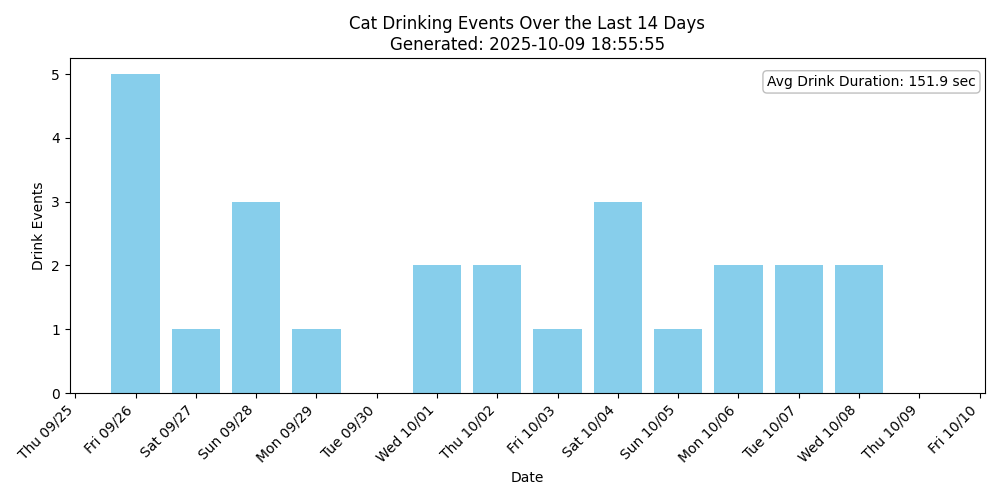 Cat Drinking Events Over the Last 14 Days
Generated: 2025-10-09 18:55:55
Avg Drink Duration: 151.9 sec
Drink Events
5
4
3
2
1
0
Thu 09/25
Fri 09/26
Sat 09/27
Sun 09/28
Mon 09/29
Tue 09/30
Wed 10/01
Thu 10/02
Fri 10/03
Sat 10/04
Sun 10/05
Mon 10/06
Tue 10/07
Wed 10/08
Thu 10/09
Fri 10/10
Date